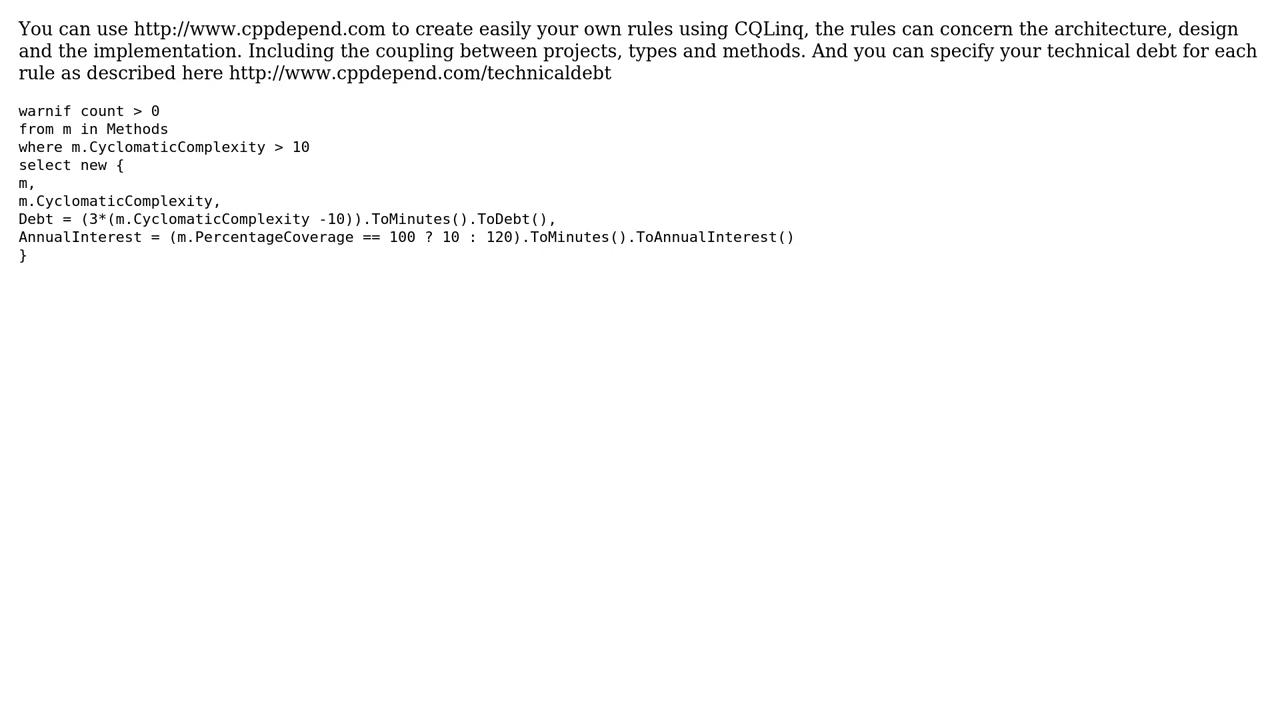 You can use http://www.cppdepend.com to create easily your own rules using CQLinq, the rules can concern the architecture, design
and the implementation. Including the coupling between projects, types and methods. And you can specify your technical debt for each
rule as described here http://www.cppdepend.com/technicaldebt
warnif count > 0
from m in Methods
where m.CyclomaticComplexity > 10
select new {
m,
m.CyclomaticComplexity,
Debt = (3*(m.CyclomaticComplexity -10)).ToMinutes().ToDebt(),
AnnualInterest = (m.PercentageCoverage == 100 ? 10 : 120).ToMinutes().ToAnnualInterest()
}